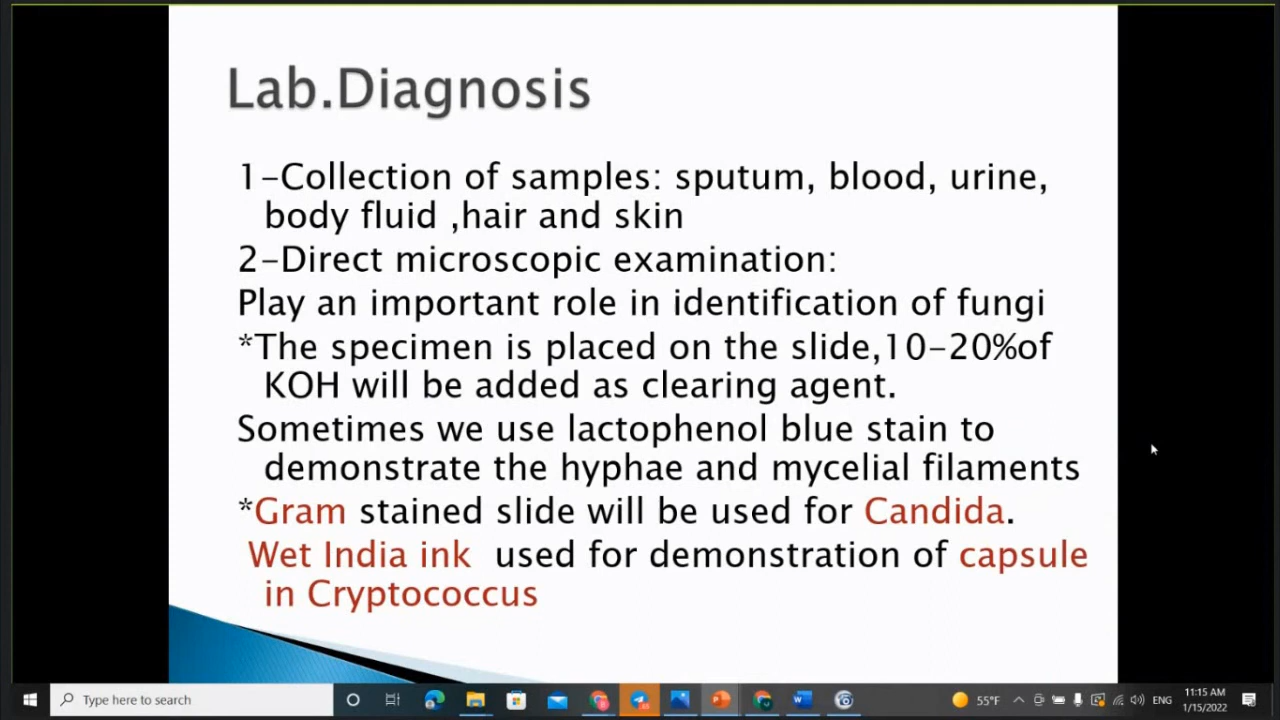 Lab.Diagnosis
1-Collection of samples: sputum, blood, urine,
body fluid ,hair and skin
2-Direct microscopic examination:
Play an important role in identification of fungi
*The specimen is placed on the slide,10-20%of
KOH will be added as clearing agent.
Sometimes we use lactophenol blue stain to
demonstrate the hyphae and mycelial filaments
*Gram stained slide will be used for Candida.
Wet India ink used for demonstration of capsule
in Cryptococcus
Type here to search
55°F
ENG
11:15 AM
1/15/2022